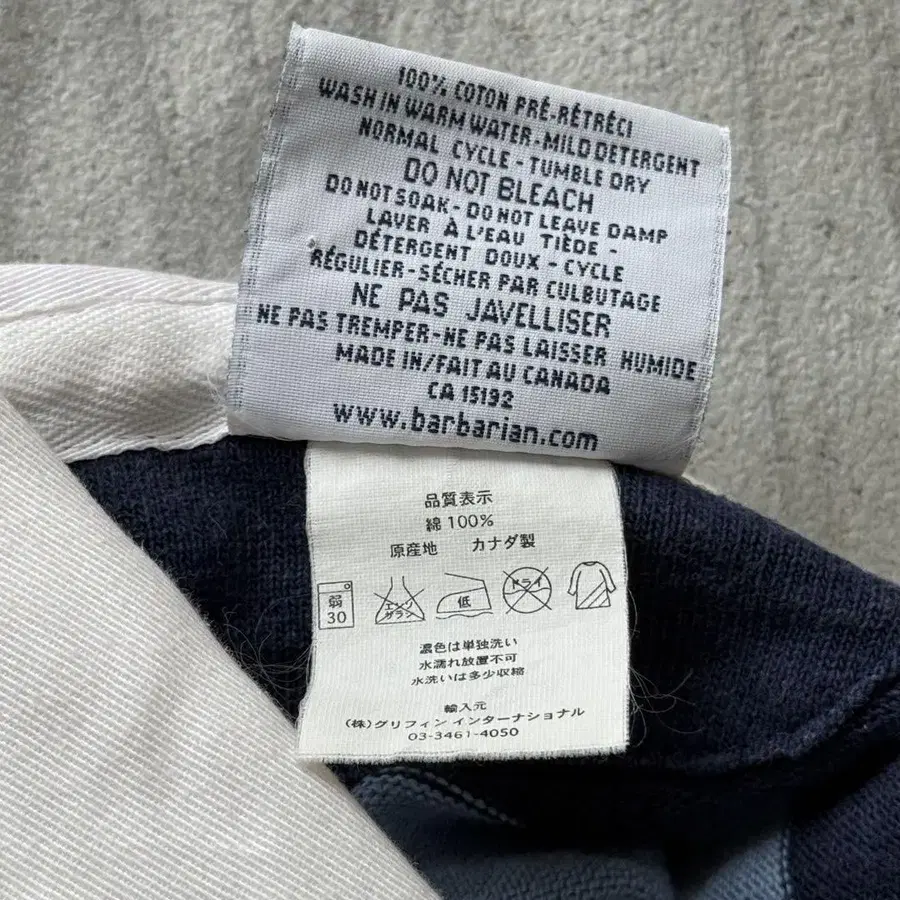 100% COTON PRÉ-RÉTRÉCI
WASH IN WARM WATER-MILD DETERGENT
NORMAL CYCLE - TUMBLE DRY
DO NOT BLEACH
DO NOT SOAK - DO NOT LEAVE DAMP
LAVER À L'EAU TIÈDE -
DÉTERGENT DOUX - CYCLE
RÉGULIER-SÉCHER PAR CULBUTAGE
NE PAS JAVELLISER
NE PAS TREMPER-NE PAS LAISSER HUMIDE
MADE IN/FAIT AU CANADA
CA 15192
www.barbarian.com
品質表示
綿 100%
原産地 カナダ製
弱 30
エンソ サラシ
低
ドライ
濃色は単独洗い
水濡れ放置不可
水洗いは多少収縮
輸入元
(株)グリフィン インターナショナル
03-3461-4050